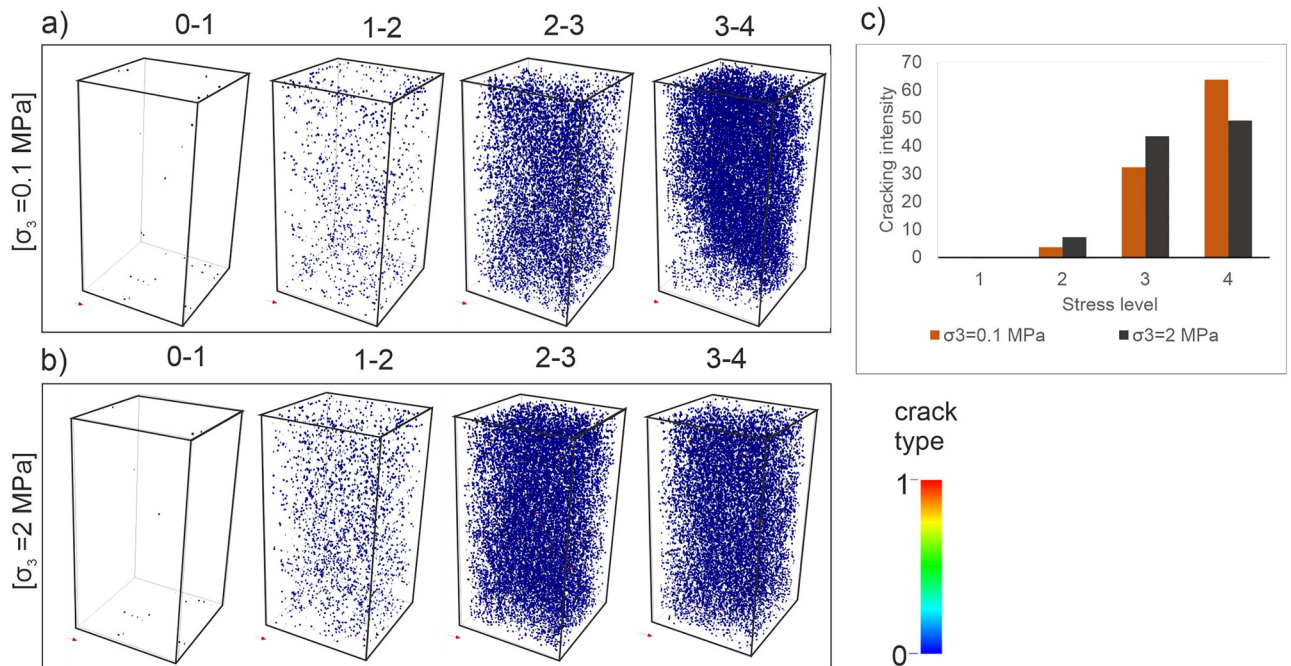 a) 0-1 1-2 2-3 3-4
[σ₃ =0.1 MPa]
b) 0-1 1-2 2-3 3-4
[σ₃ =2 MPa]
c)
Cracking intensity
70
60
50
40
30
20
10
0
1 2 3 4
Stress level
σ3=0.1 MPa σ3=2 MPa
crack
type
1
0